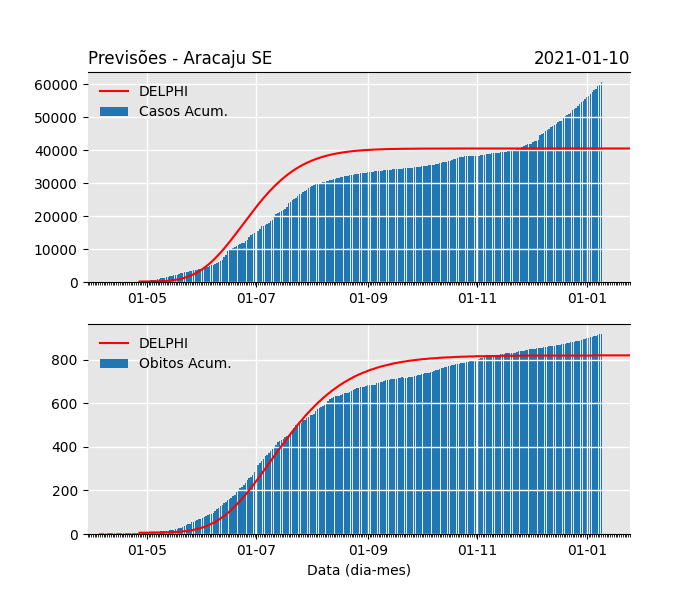 Previsões - Aracaju SE 2021-01-10
DELPHI
Casos Acum.
60000
50000
40000
30000
20000
10000
0
01-05 01-07 01-09 01-11 01-01
DELPHI
Obitos Acum.
800
600
400
200
0
01-05 01-07 01-09 01-11 01-01
Data (dia-mes)